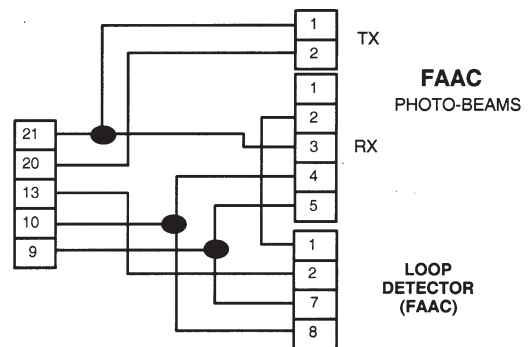 1
2
TX
FAAC
PHOTO-BEAMS
1
2
3
4
5
RX
21
20
13
10
9
1
2
7
8
LOOP
DETECTOR
(FAAC)